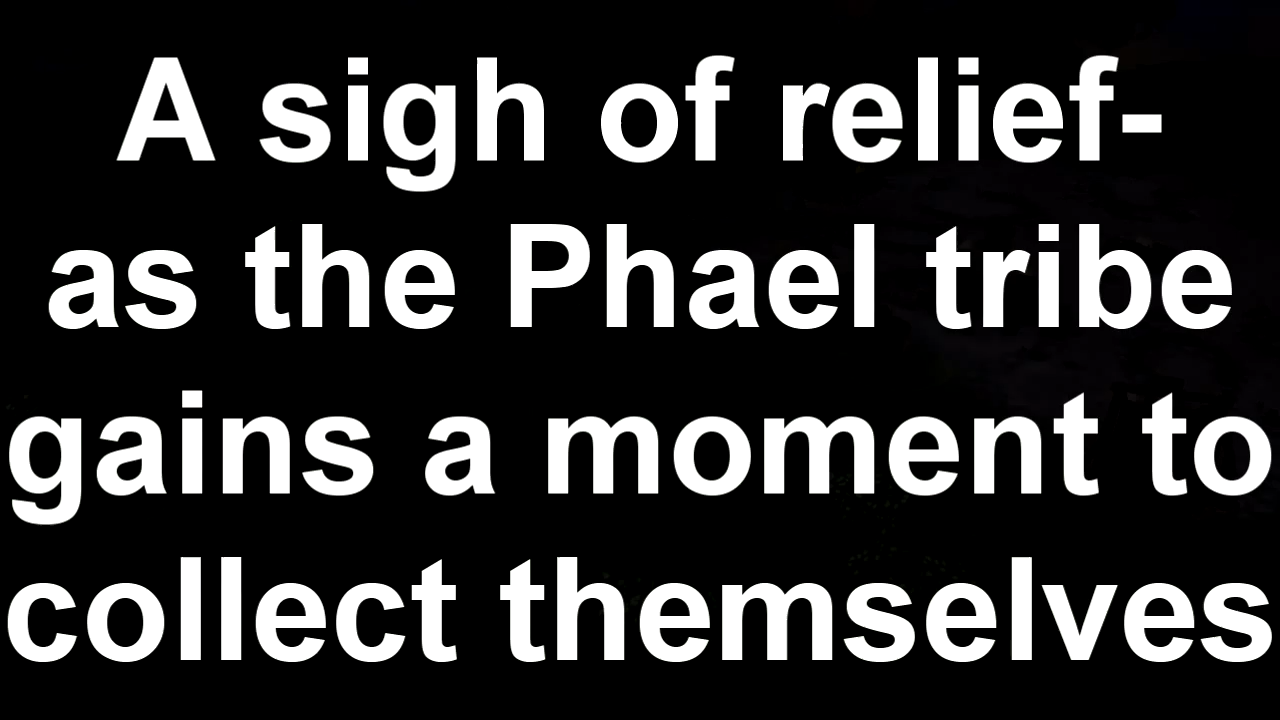 A sigh of relief-
as the Phael tribe
gains a moment to
collect themselves